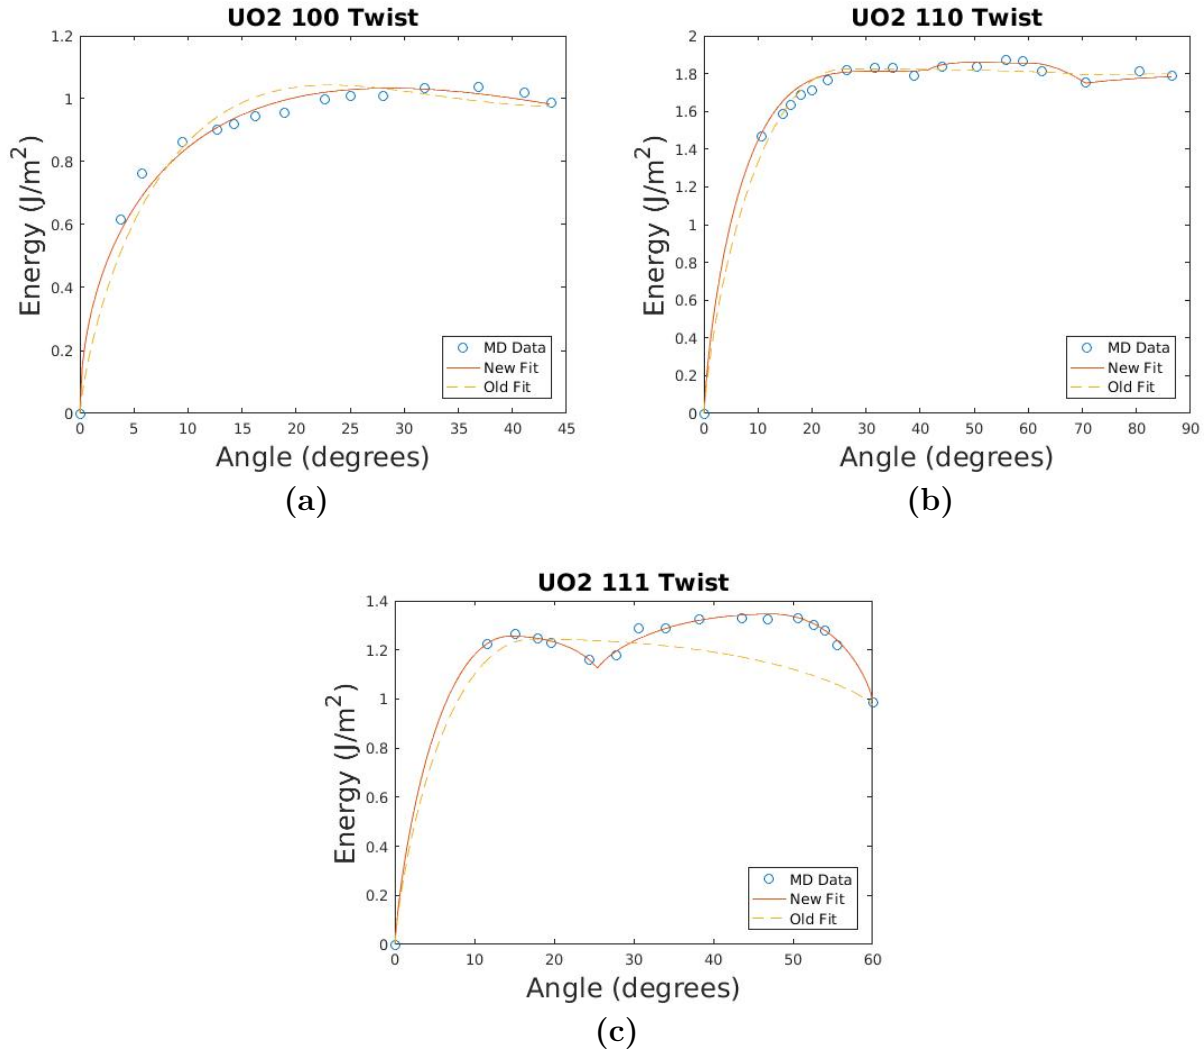 UO2 100 Twist
1.2
1
0.8
0.6
0.4
0.2
0
Energy (J/m²)
0 5 10 15 20 25 30 35 40 45
Angle (degrees)
MD Data
New Fit
Old Fit
(a)
UO2 110 Twist
2
1.8
1.6
1.4
1.2
1
0.8
0.6
0.4
0.2
0
Energy (J/m²)
0 10 20 30 40 50 60 70 80 90
Angle (degrees)
MD Data
New Fit
Old Fit
(b)
UO2 111 Twist
1.4
1.2
1
0.8
0.6
0.4
0.2
0
Energy (J/m²)
0 10 20 30 40 50 60
Angle (degrees)
MD Data
New Fit
Old Fit
(c)